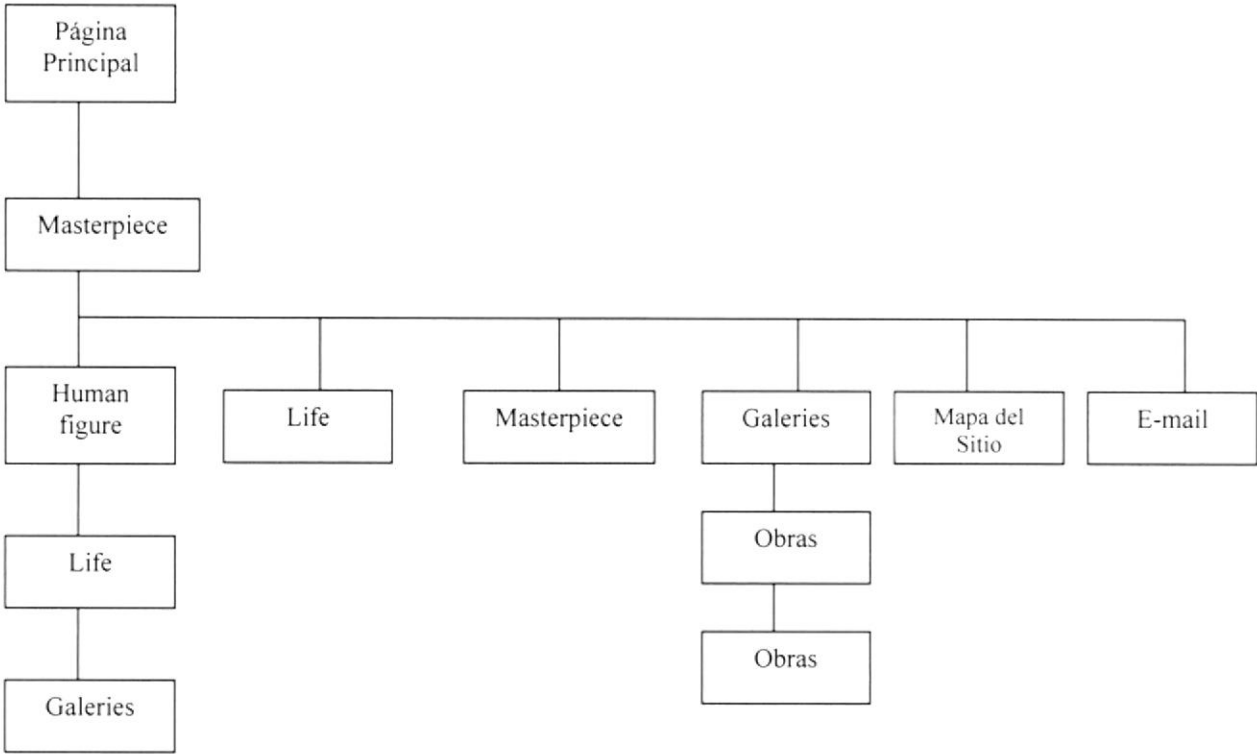 Página
Principal
Masterpiece
Human
figure
Life
Masterpiece
Galeries
Mapa del
Sitio
E-mail
Life
Obras
Obras
Galeries